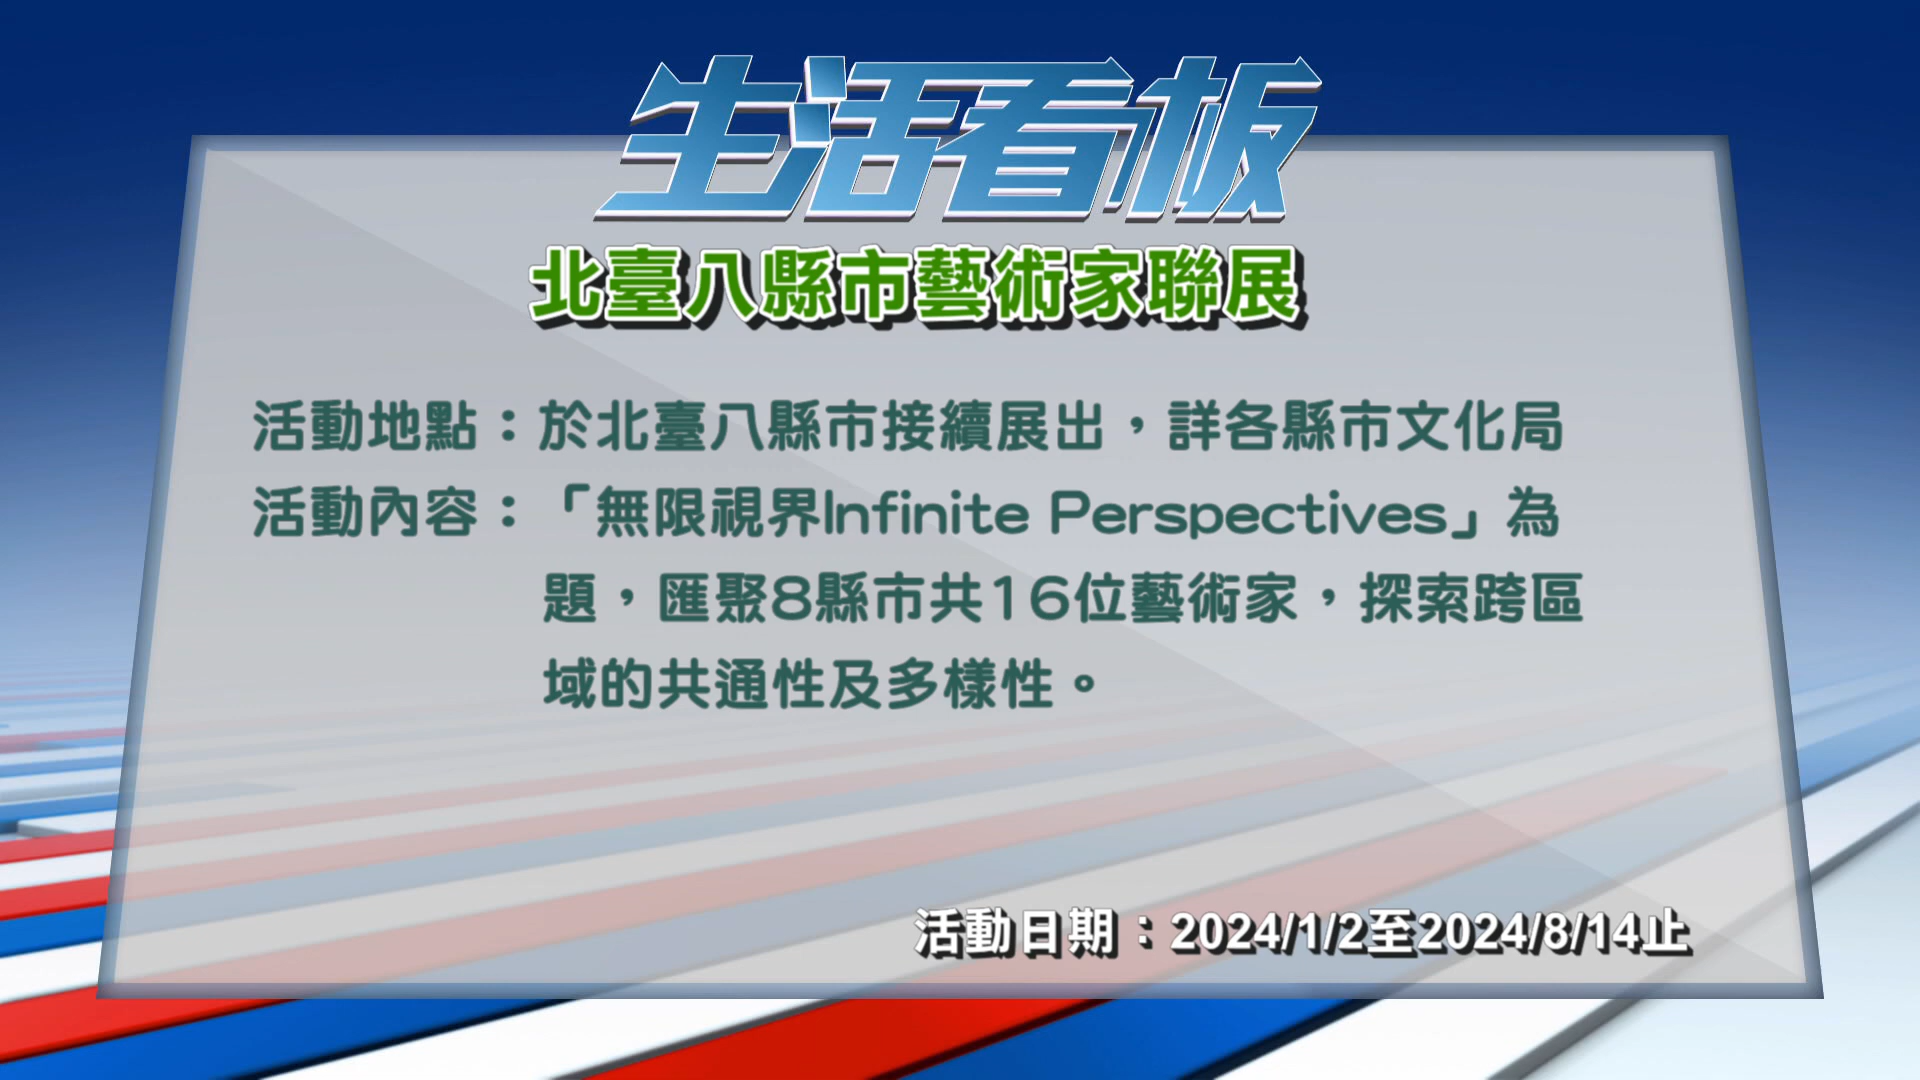 生活看板
北臺八縣市藝術家聯展
活動地點：於北臺八縣市接續展出，詳各縣市文化局
活動內容：「無限視界Infinite Perspectives」為
題，匯聚8縣市共16位藝術家，探索跨區
域的共通性及多樣性。
活動日期：2024/1/2至2024/8/14止